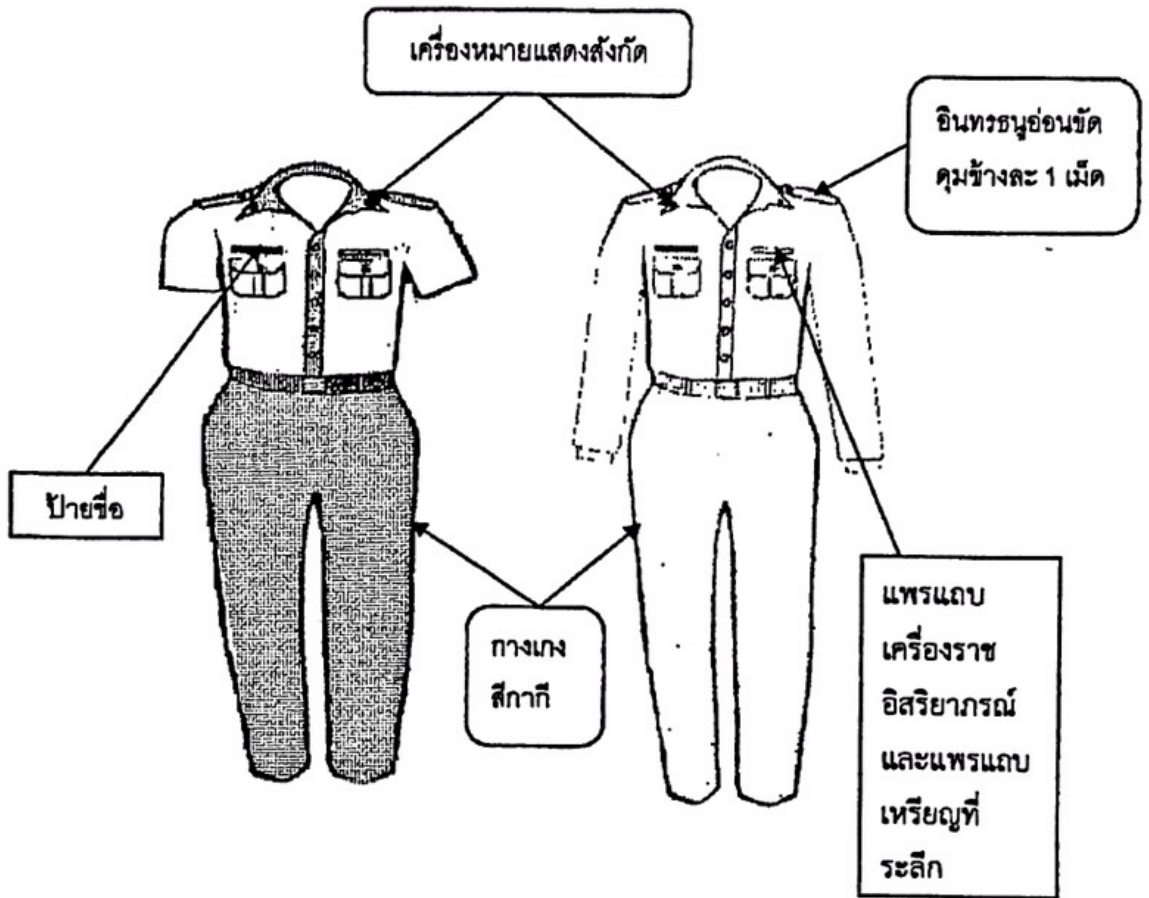 เครื่องหมายแสดงสังกัด
อินทรธนูอ่อนขัด
ดุมข้างละ 1 เม็ด
ป้ายชื่อ
กางเกง
สีกากี
แพรแถบ
เครื่องราช
อิสริยาภรณ์
และแพรแถบ
เหรียญที่
ระลึก